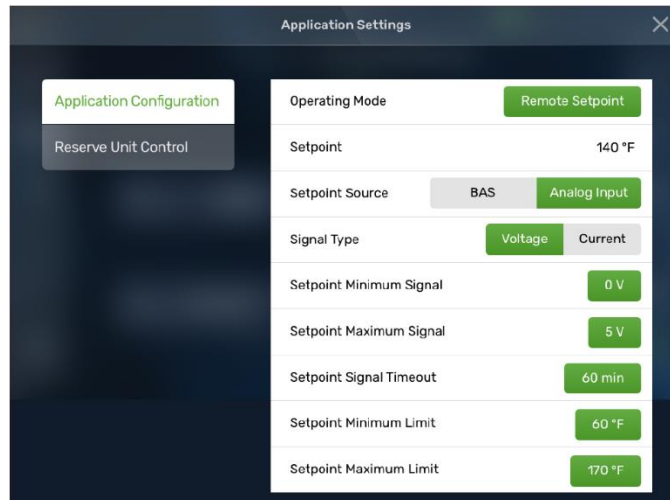 Application Settings
Application Configuration
Reserve Unit Control
Operating Mode Remote Setpoint
Setpoint 140 °F
Setpoint Source BAS Analog Input
Signal Type Voltage Current
Setpoint Minimum Signal 0 V
Setpoint Maximum Signal 5 V
Setpoint Signal Timeout 60 min
Setpoint Minimum Limit 60 °F
Setpoint Maximum Limit 170 °F